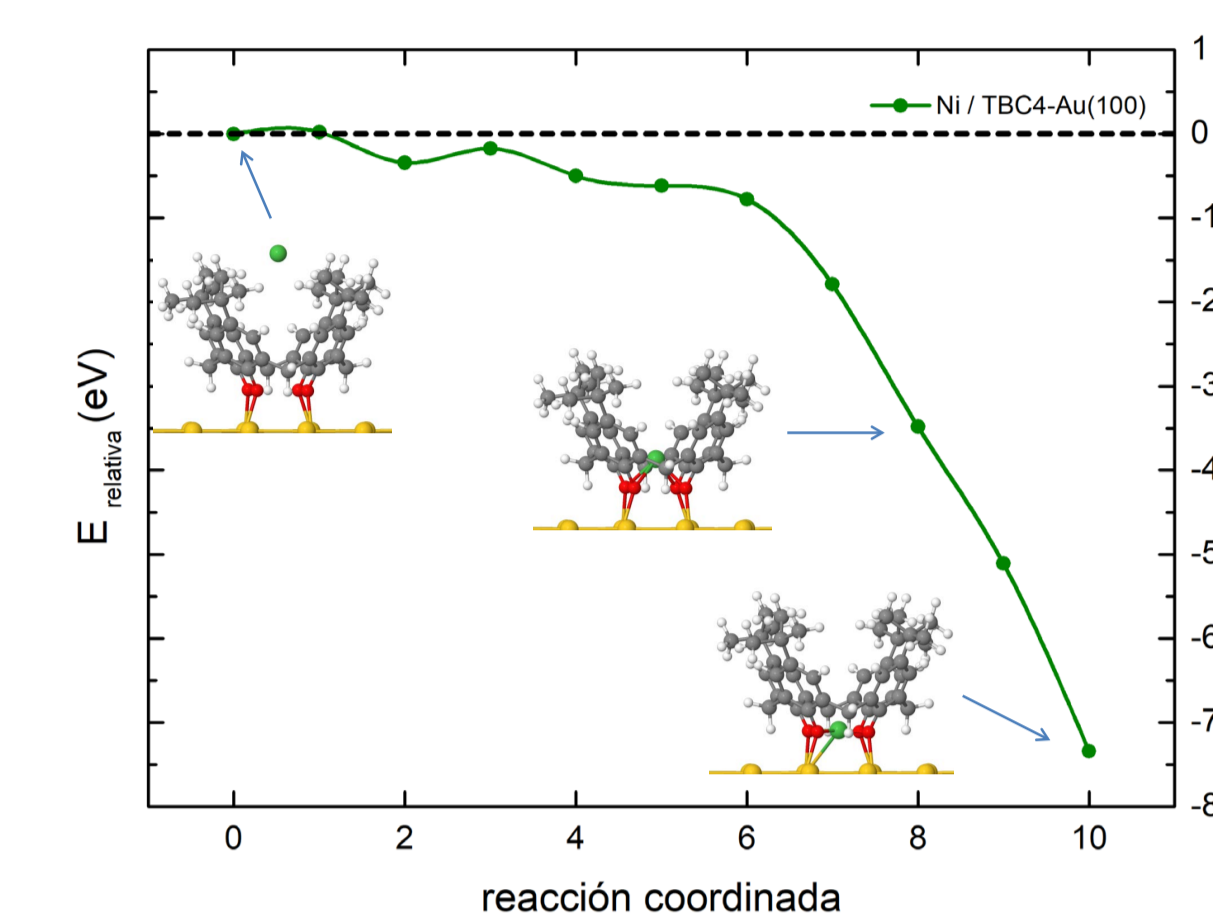 1
Ni / TBC4-Au(100)
0
-1
-2
-3
-4
-5
-6
-7
-8
E relativa (eV)
0 2 4 6 8 10
reacción coordinada